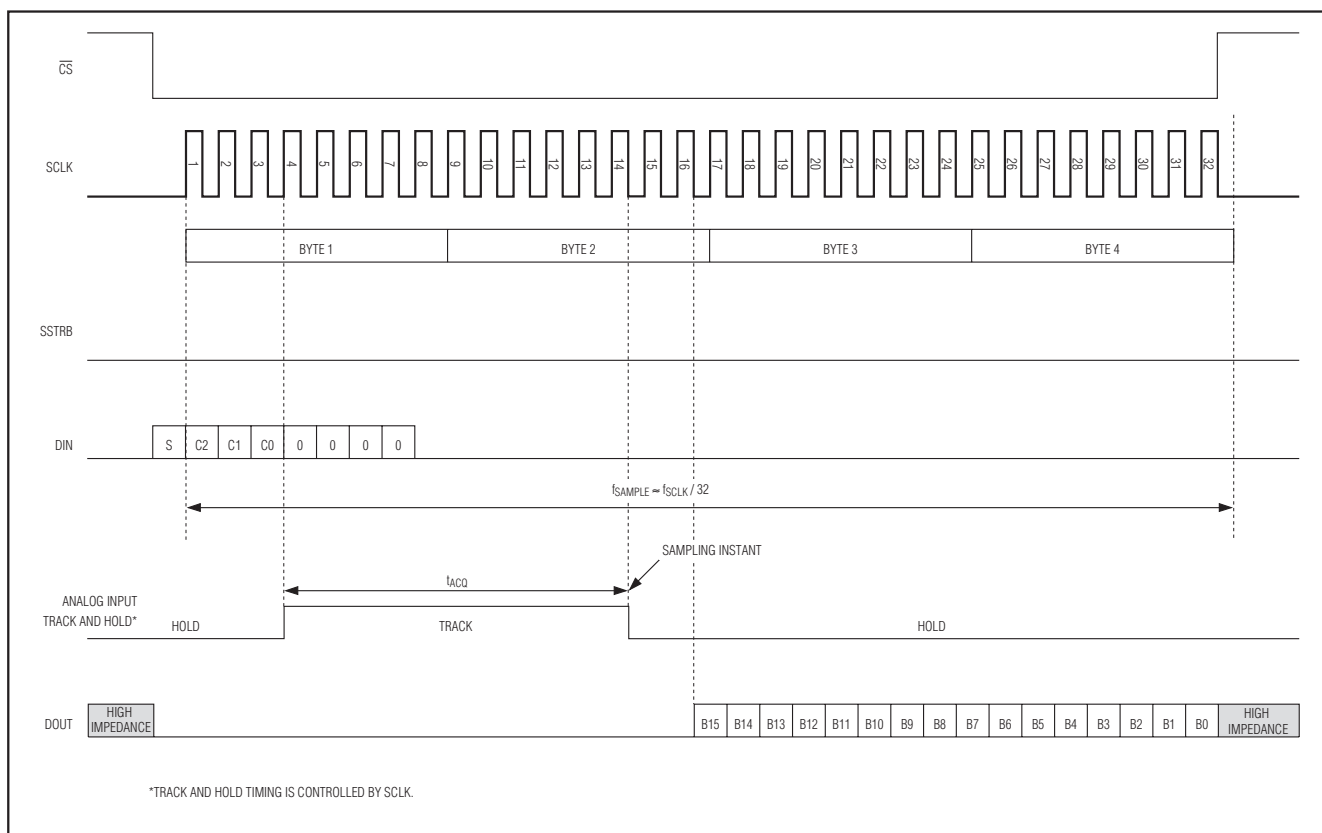 CS
SCLK
1 2 3 4 5 6 7 8 9 10 11 12 13 14 15 16 17 18 19 20 21 22 23 24 25 26 27 28 29 30 31 32
BYTE 1 BYTE 2 BYTE 3 BYTE 4
SSTRB
DIN
S C2 C1 C0 0 0 0 0
fSAMPLE ≈ fSCLK / 32
SAMPLING INSTANT
tACQ
ANALOG INPUT
TRACK AND HOLD*
HOLD TRACK HOLD
DOUT
HIGH
IMPEDANCE
B15 B14 B13 B12 B11 B10 B9 B8 B7 B6 B5 B4 B3 B2 B1 B0
HIGH
IMPEDANCE
*TRACK AND HOLD TIMING IS CONTROLLED BY SCLK.